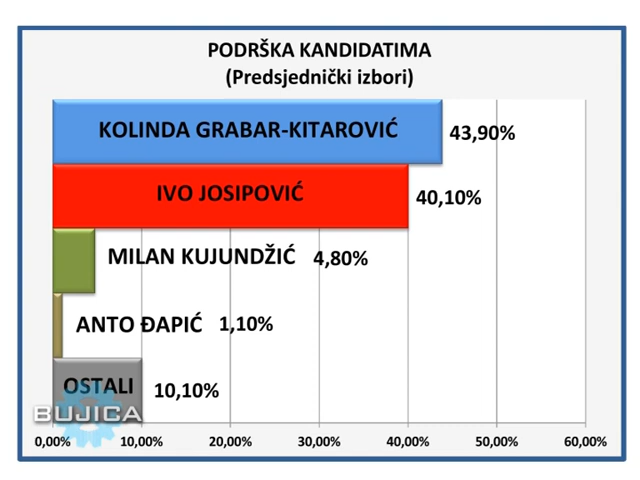 PODRŠKA KANDIDATIMA
(Predsjednički izbori)
KOLINDA GRABAR-KITAROVIĆ 43,90%
IVO JOSIPOVIĆ 40,10%
MILAN KUJUNDŽIĆ 4,80%
ANTO ĐAPIĆ 1,10%
OSTALI 10,10%
BUJICA
0,00% 10,00% 20,00% 30,00% 40,00% 50,00% 60,00%